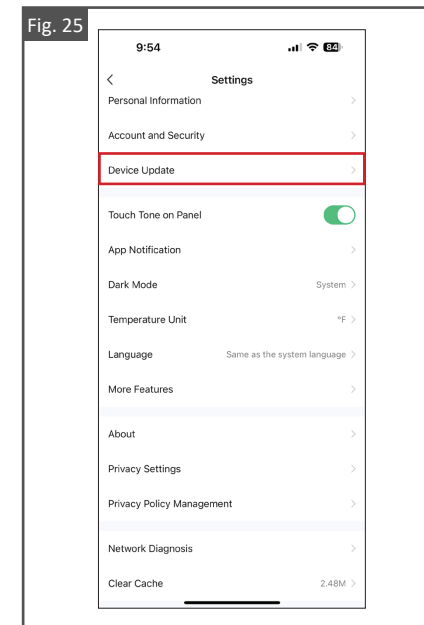 Fig. 25
9:54 84
Settings
Personal Information
Account and Security
Device Update
Touch Tone on Panel
App Notification
Dark Mode System
Temperature Unit °F
Language Same as the system language
More Features
About
Privacy Settings
Privacy Policy Management
Network Diagnosis
Clear Cache 2.48M